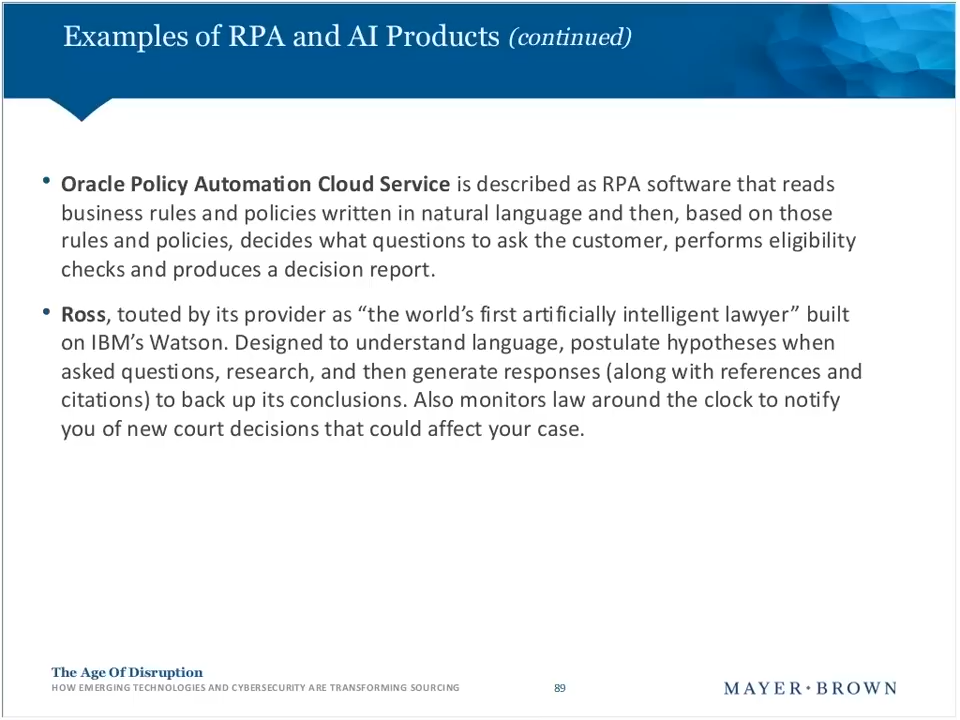 Examples of RPA and AI Products (continued)
• Oracle Policy Automation Cloud Service is described as RPA software that reads
business rules and policies written in natural language and then, based on those
rules and policies, decides what questions to ask the customer, performs eligibility
checks and produces a decision report.
• Ross, touted by its provider as “the world’s first artificially intelligent lawyer” built
on IBM’s Watson. Designed to understand language, postulate hypotheses when
asked questions, research, and then generate responses (along with references and
citations) to back up its conclusions. Also monitors law around the clock to notify
you of new court decisions that could affect your case.
The Age Of Disruption
HOW EMERGING TECHNOLOGIES AND CYBERSECURITY ARE TRANSFORMING SOURCING
89
MAYER•BROWN